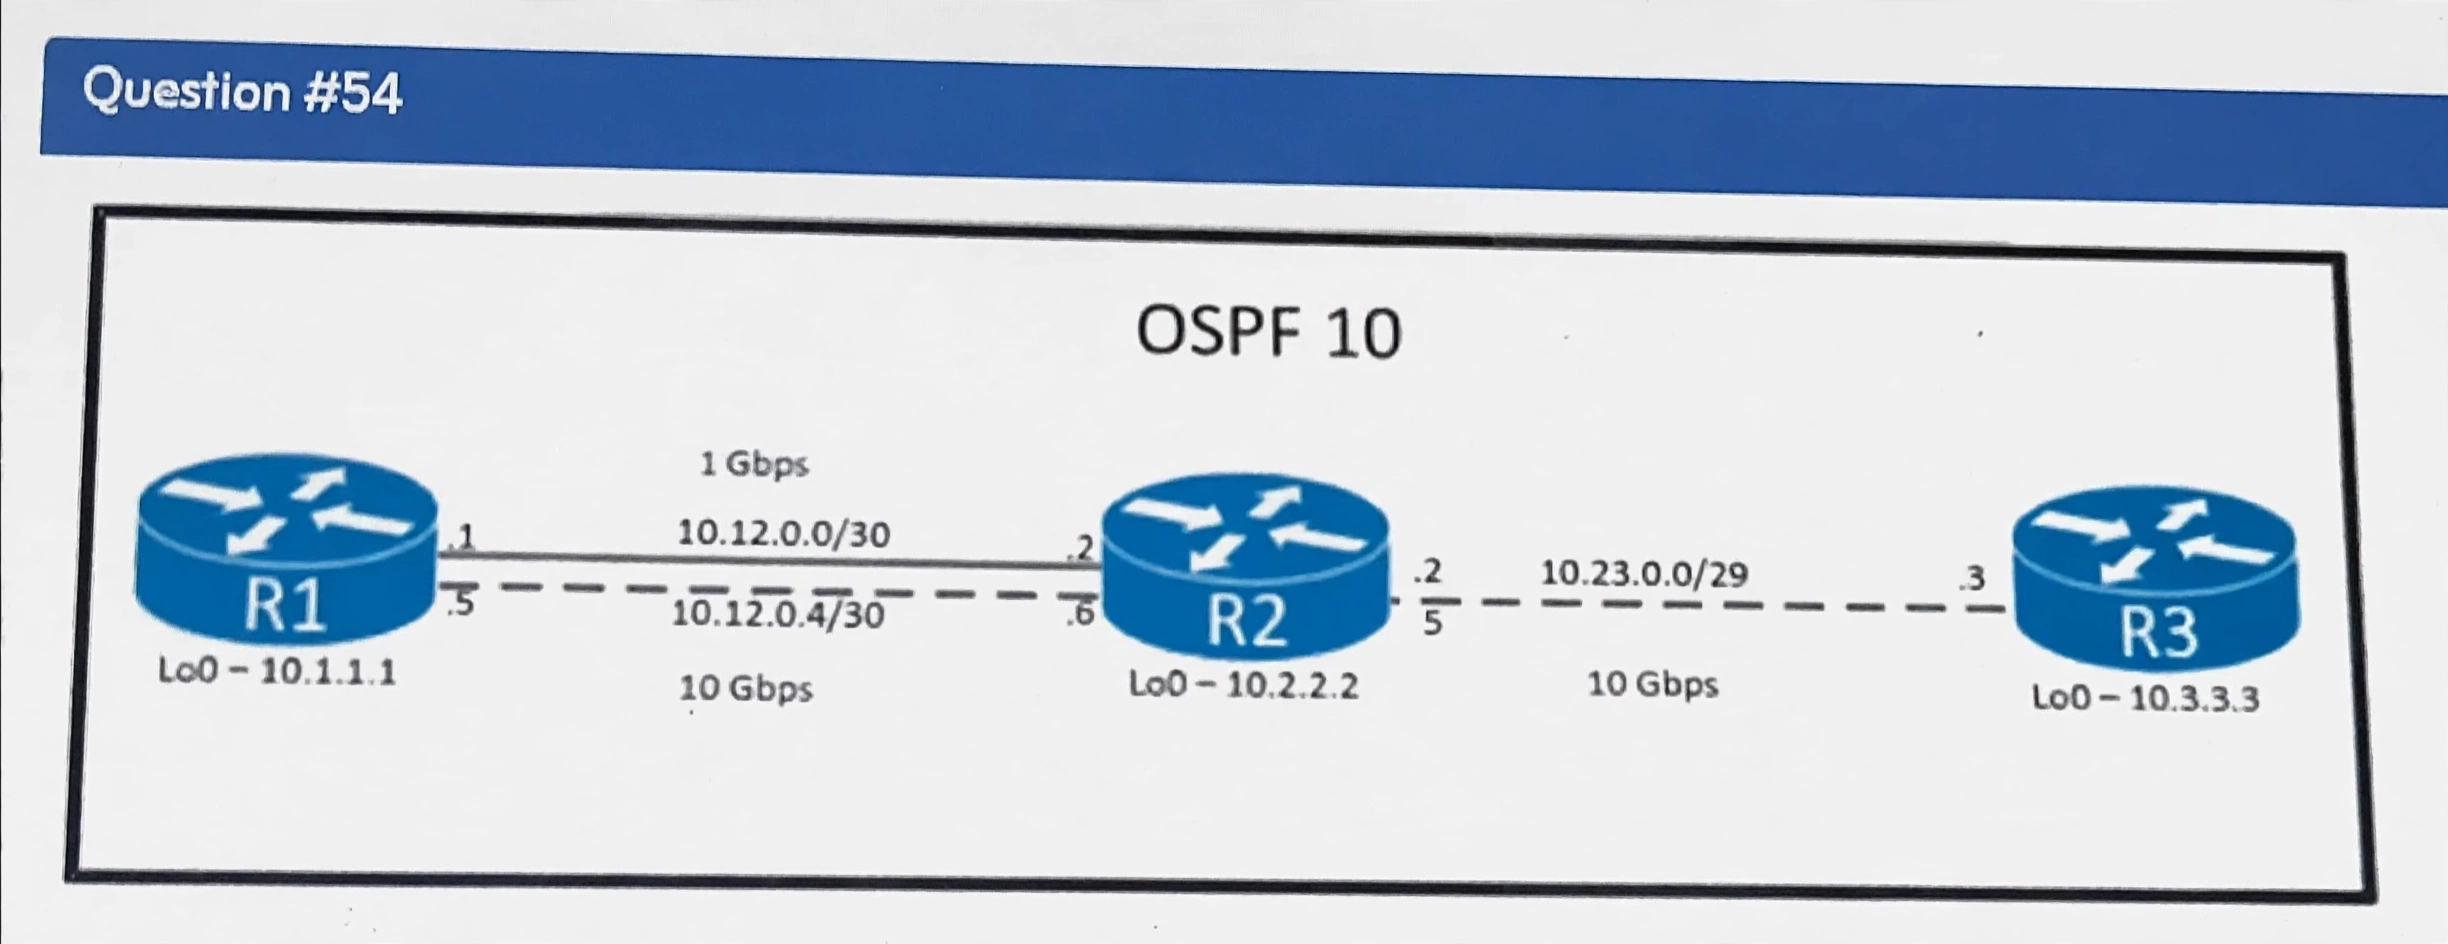 Question #54
OSPF 10
1 Gbps
.1
10.12.0.0/30
.2
.5
10.12.0.4/30
.6
10 Gbps
.2
10.23.0.0/29
.3
5
10 Gbps
R1
R2
R3
Lo0 – 10.1.1.1
Lo0 – 10.2.2.2
Lo0 – 10.3.3.3